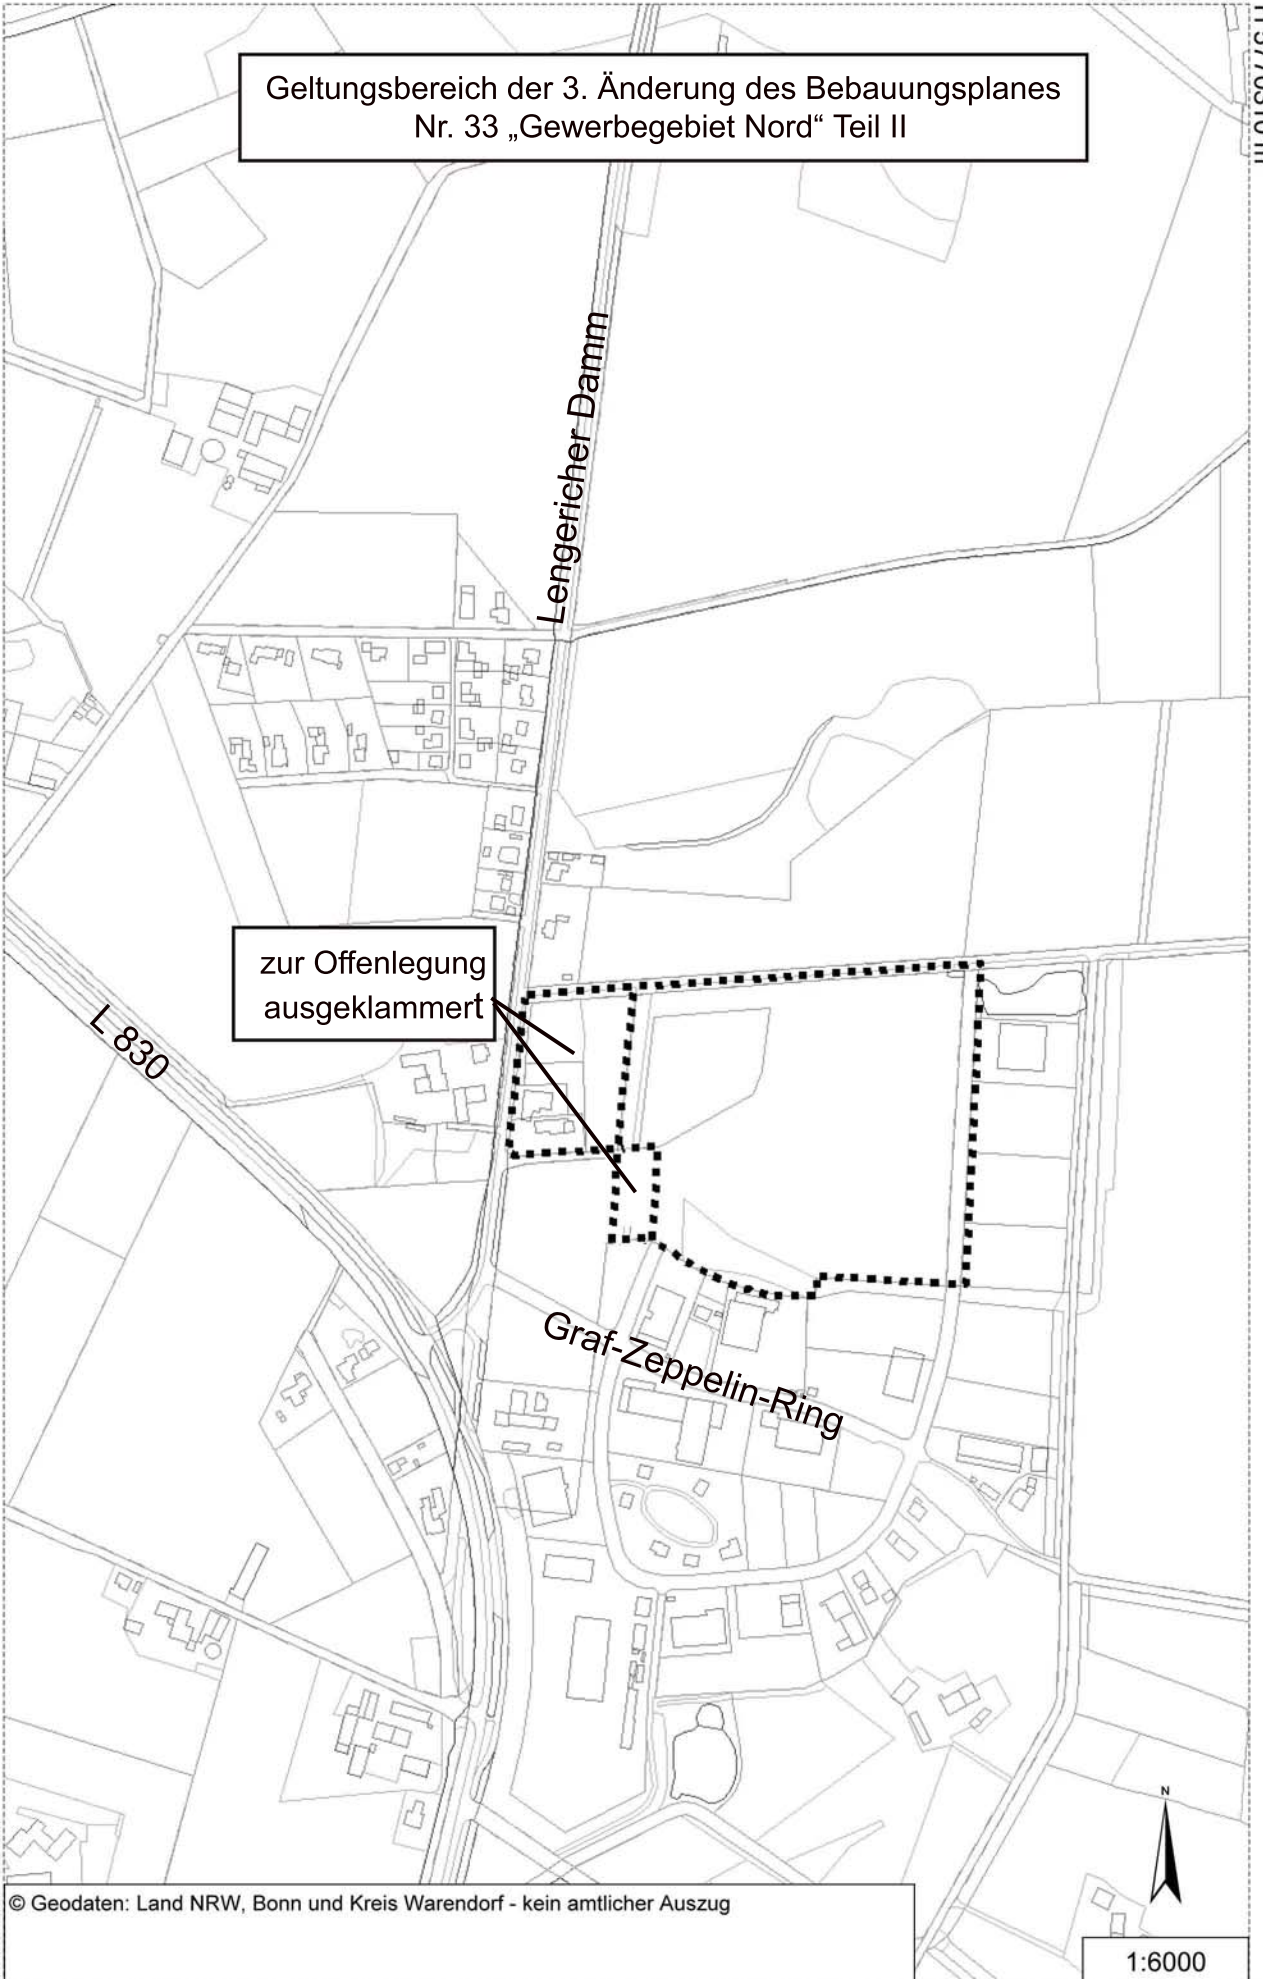 Geltungsbereich der 3. Änderung des Bebauungsplanes
Nr. 33 „Gewerbegebiet Nord“ Teil II
Lengericher Damm
zur Offenlegung
ausgeklammert
L 830
Graf-Zeppelin-Ring
N
© Geodaten: Land NRW, Bonn und Kreis Warendorf - kein amtlicher Auszug
1:6000